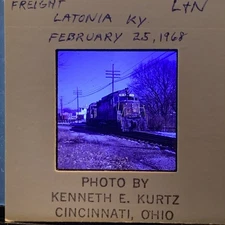 FREIGHT L+N
LATONIA KY
FEBRUARY 25, 1968
PHOTO BY
KENNETH E. KURTZ
CINCINNATI, OHIO